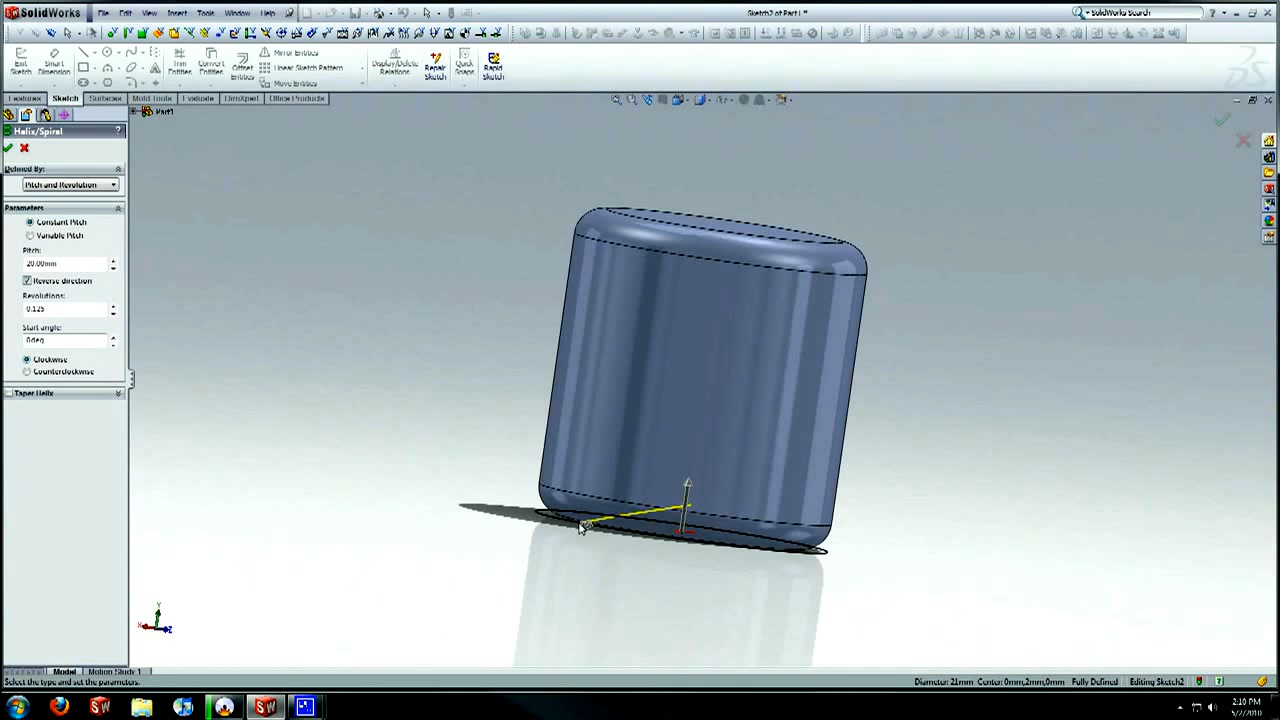 SolidWorks File Edit View Insert Tools Window Help Sketch2 of Part1 * SolidWorks Search
Exit Sketch Smart Dimension Trim Entities Convert Entities Offset Entities Mirror Entities Linear Sketch Pattern Move Entities Display/Delete Relations Repair Sketch Quick Snaps Rapid Sketch
Features Sketch Surfaces Mold Tools Evaluate DimXpert Office Products
Part1
Helix/Spiral ?
Defined By:
Pitch and Revolution
Parameters
Constant Pitch
Variable Pitch
Pitch:
20.00mm
Reverse direction
Revolutions:
0.125
Start angle:
0deg
Clockwise
Counterclockwise
Taper Helix
Y
X
Z
Model Motion Study 1
Select the type and set the parameters. Diameter: 21mm Center: 0mm,2mm,0mm Fully Defined Editing Sketch2
2:10 PM
5/2/2010